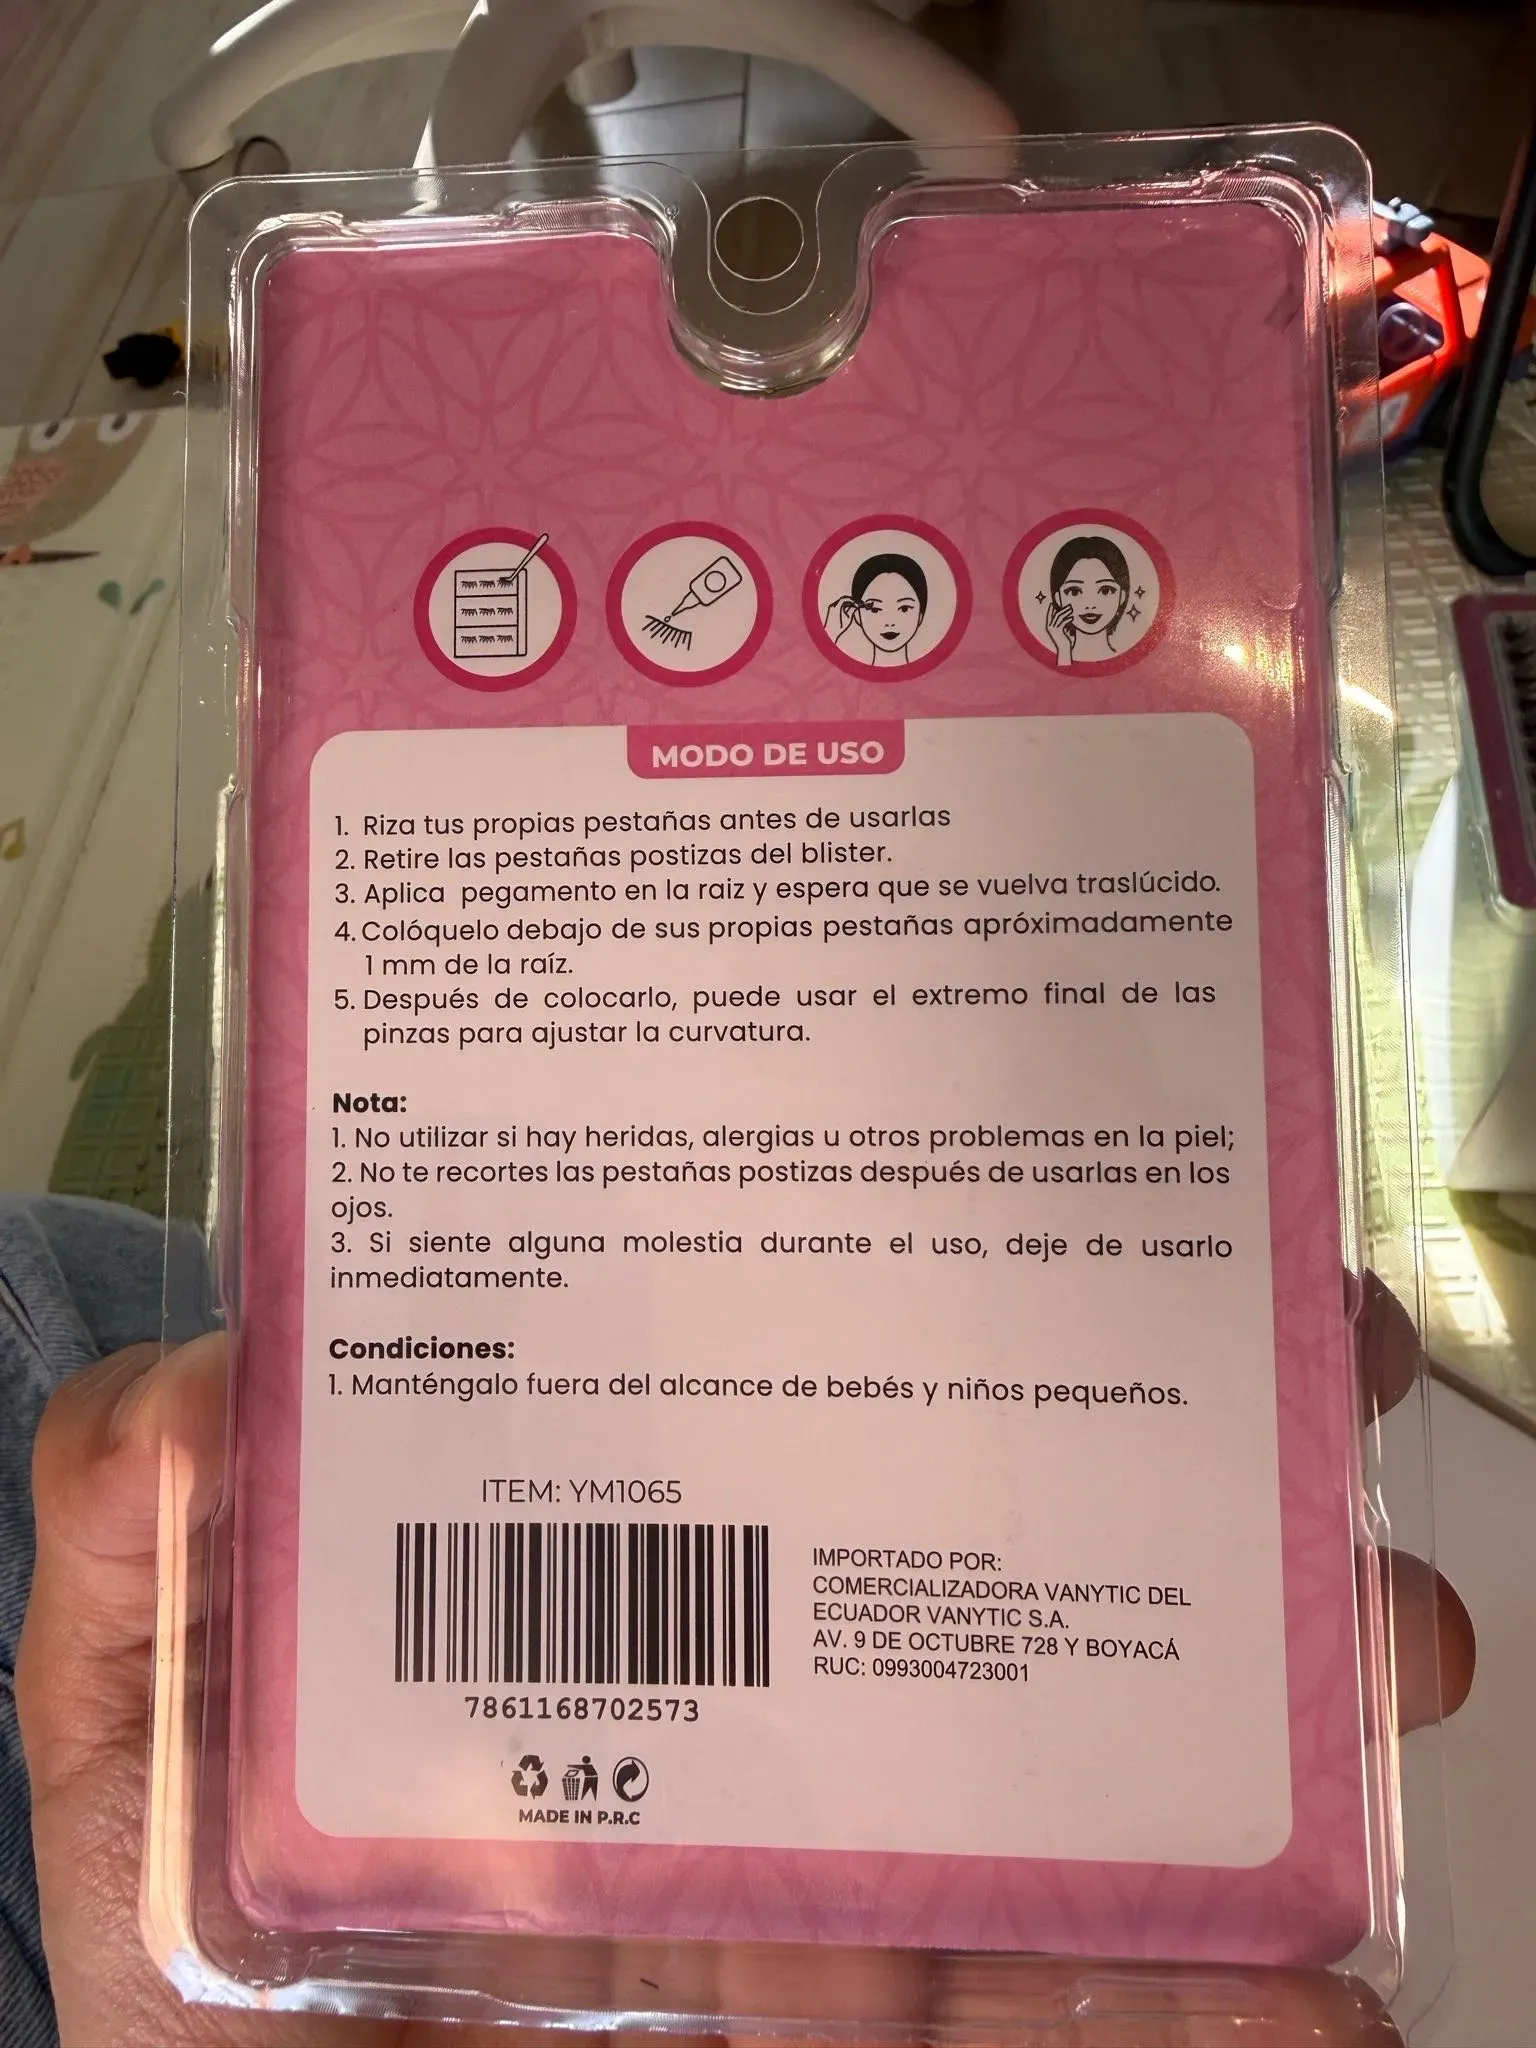 MODO DE USO
1. Riza tus propias pestañas antes de usarlas
2. Retire las pestañas postizas del blister.
3. Aplica pegamento en la raiz y espera que se vuelva traslúcido.
4. Colóquelo debajo de sus propias pestañas apróximadamente
1 mm de la raíz.
5. Después de colocarlo, puede usar el extremo final de las
pinzas para ajustar la curvatura.
Nota:
1. No utilizar si hay heridas, alergias u otros problemas en la piel;
2. No te recortes las pestañas postizas después de usarlas en los
ojos.
3. Si siente alguna molestia durante el uso, deje de usarlo
inmediatamente.
Condiciones:
1. Manténgalo fuera del alcance de bebés y niños pequeños.
ITEM: YM1065
7861168702573
MADE IN P.R.C
IMPORTADO POR:
COMERCIALIZADORA VANYTIC DEL
ECUADOR VANYTIC S.A.
AV. 9 DE OCTUBRE 728 Y BOYACÁ
RUC: 0993004723001